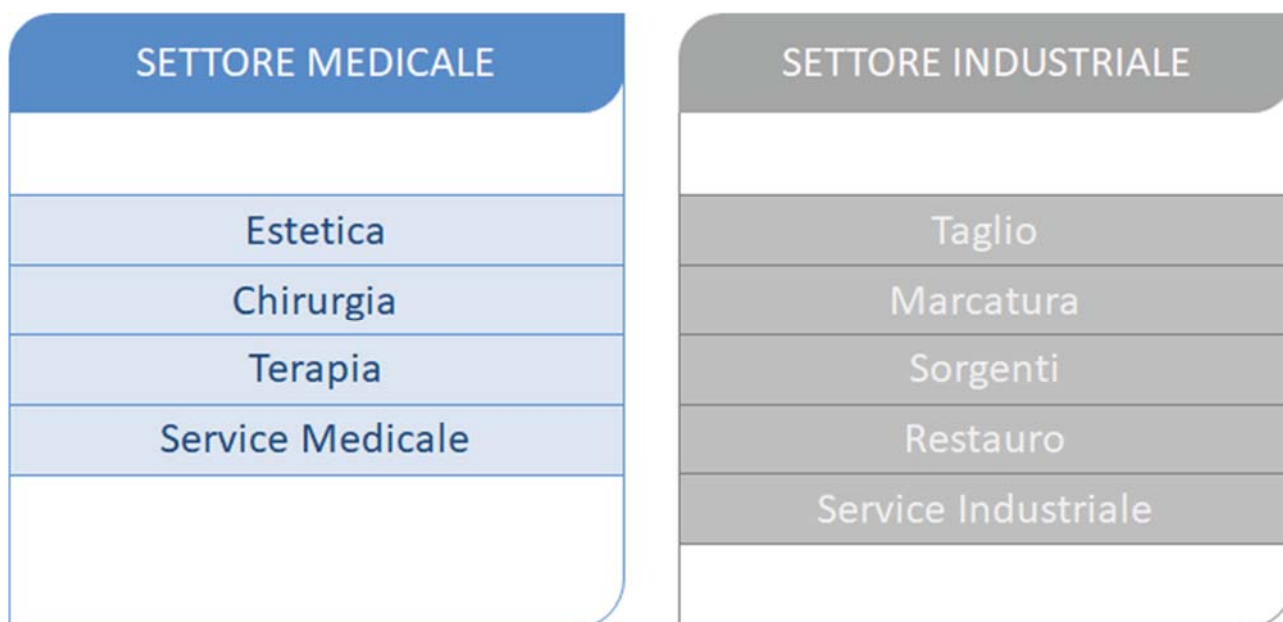 SETTORE MEDICALE
Estetica
Chirurgia
Terapia
Service Medicale
SETTORE INDUSTRIALE
Taglio
Marcatura
Sorgenti
Restauro
Service Industriale